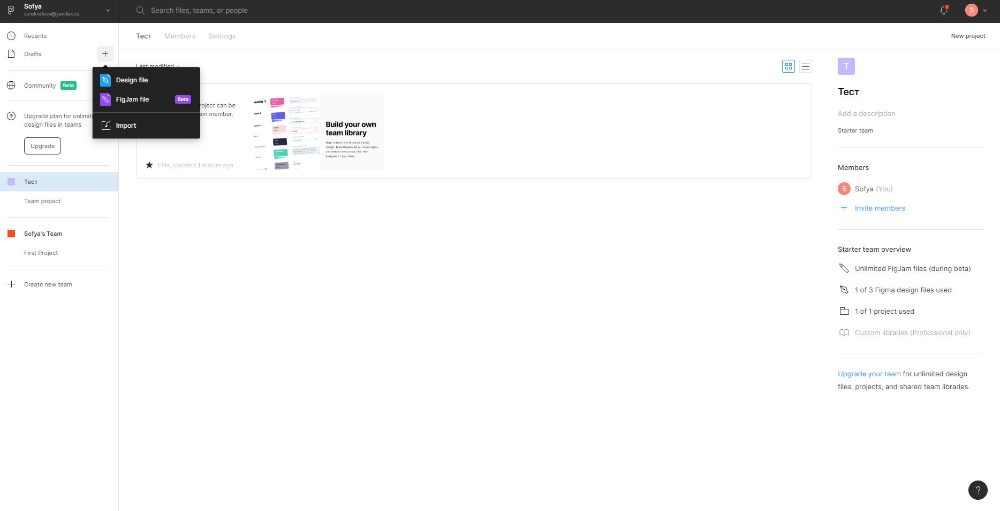 Sofya
s.nekrutova@yandex.ru
Search files, teams, or people
S
Recents
Drafts
Community Beta
Upgrade plan for unlimite
design files in teams
Upgrade
Тест
Team project
Sofya's Team
First Project
Create new team
Тест Members Settings
New project
Last modified
Design file
FigJam file Beta
Import
roject can be
am member.
1 file, updated 1 minute ago
eader 1
Build your own
team library
Don't reinvent the wheel with every
design. Team libraries let you share styles
and components across files, with
everyone on your team.
T
Тест
Add a description
Starter team
Members
S Sofya (You)
Invite members
Starter team overview
Unlimited FigJam files (during beta)
1 of 3 Figma design files used
1 of 1 project used
Custom libraries (Professional only)
Upgrade your team for unlimited design
files, projects, and shared team libraries.
?